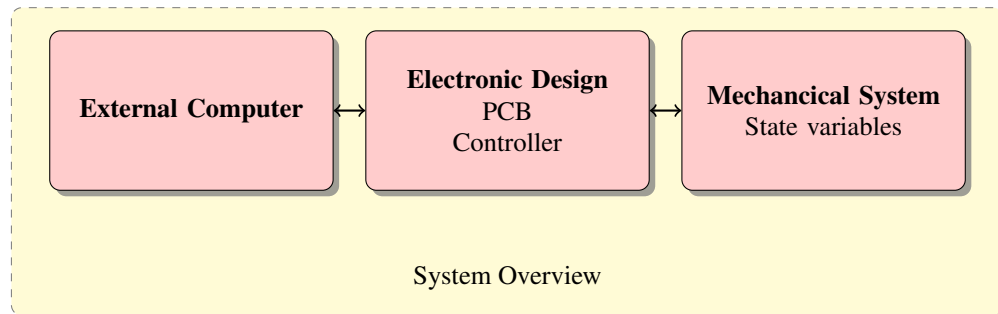 External Computer
Electronic Design
PCB
Controller
Mechancical System
State variables
System Overview